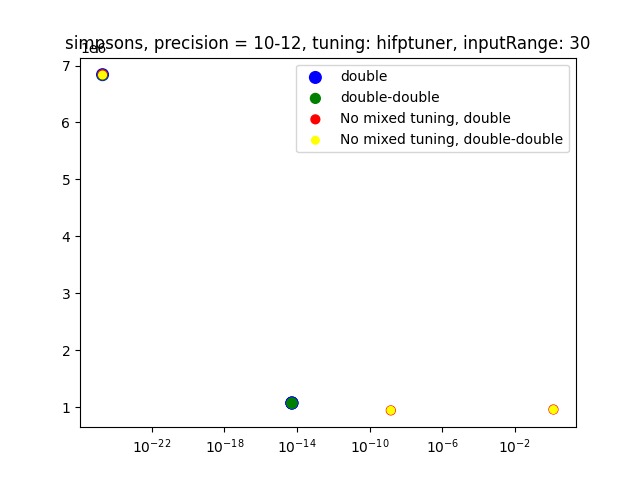 simpsons, precision = 10-12, tuning: hifptuner, inputRange: 30
1e6
double
double-double
No mixed tuning, double
No mixed tuning, double-double
7
6
5
4
3
2
1
10⁻²² 10⁻¹⁸ 10⁻¹⁴ 10⁻¹⁰ 10⁻⁶ 10⁻²